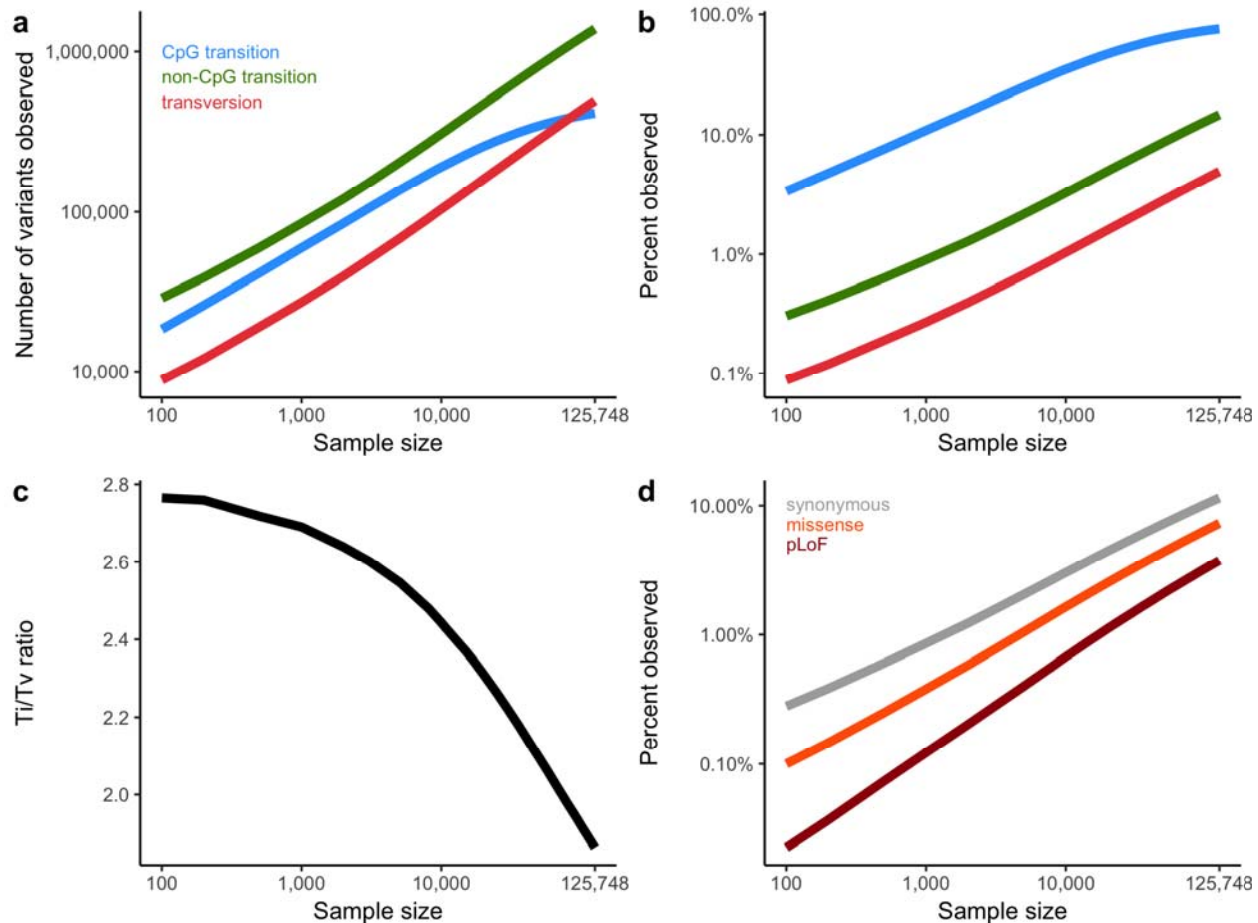 a
Number of variants observed
1,000,000
100,000
10,000
CpG transition
non-CpG transition
transversion
100
1,000
10,000
125,748
Sample size
b
Percent observed
100.0%
10.0%
1.0%
0.1%
100
1,000
10,000
125,748
Sample size
c
Ti/Tv ratio
2.8
2.6
2.4
2.2
2.0
100
1,000
10,000
125,748
Sample size
d
Percent observed
10.00%
1.00%
0.10%
synonymous
missense
pLoF
100
1,000
10,000
125,748
Sample size